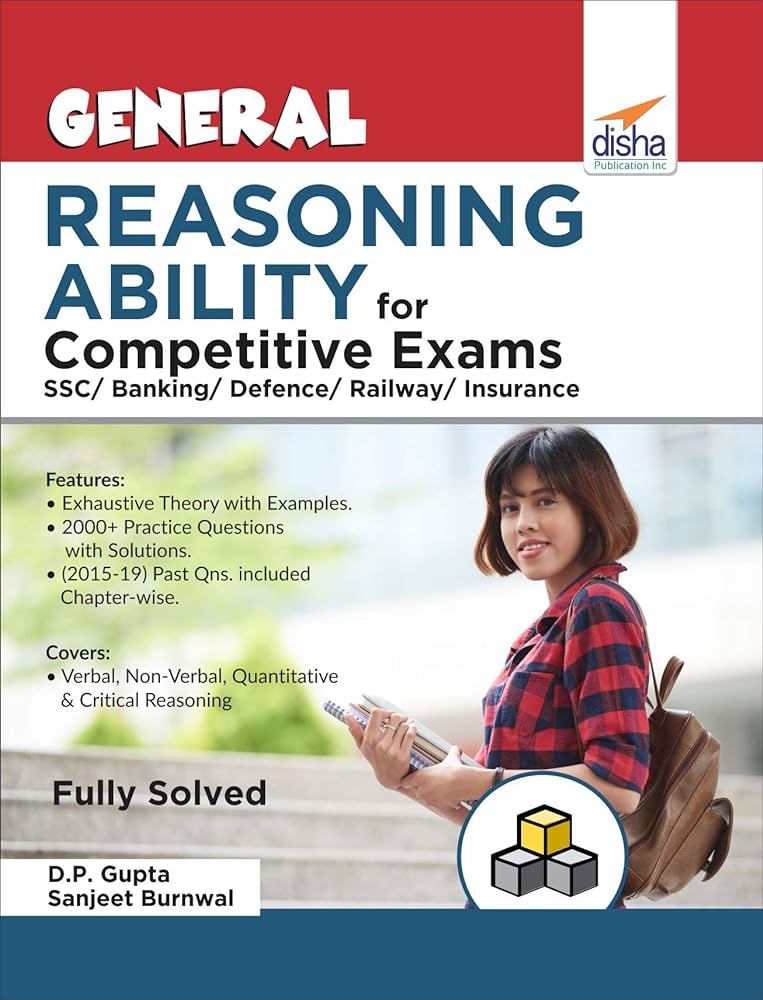 GENERAL
disha
Publication Inc
REASONING
ABILITY for
Competitive Exams
SSC/ Banking/ Defence/ Railway/ Insurance
Features:
• Exhaustive Theory with Examples.
• 2000+ Practice Questions
with Solutions.
• (2015-19) Past Qns. included
Chapter-wise.
Covers:
• Verbal, Non-Verbal, Quantitative
& Critical Reasoning
Fully Solved
D.P. Gupta
Sanjeet Burnwal